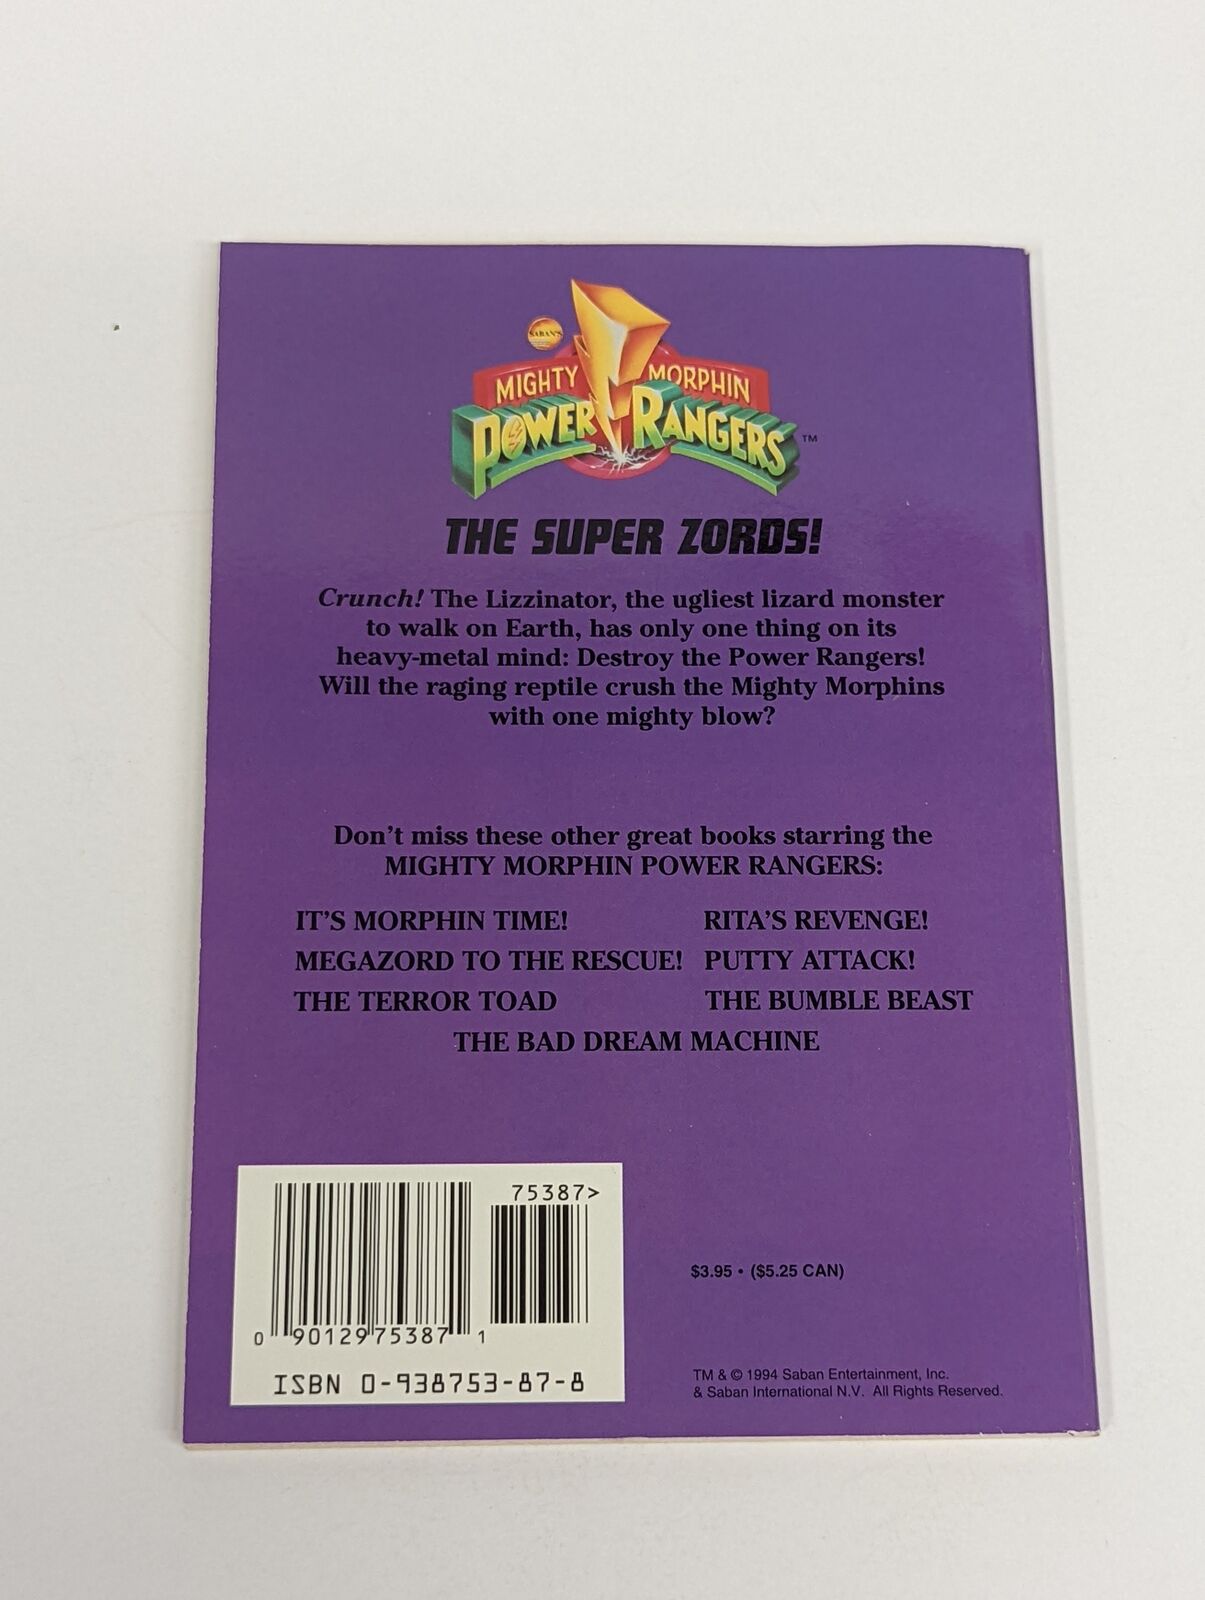 SABAN'S
MIGHTY MORPHIN
POWER RANGERS™
THE SUPER ZORDS!
Crunch! The Lizzinator, the ugliest lizard monster
to walk on Earth, has only one thing on its
heavy-metal mind: Destroy the Power Rangers!
Will the raging reptile crush the Mighty Morphins
with one mighty blow?
Don't miss these other great books starring the
MIGHTY MORPHIN POWER RANGERS:
IT'S MORPHIN TIME! RITA'S REVENGE!
MEGAZORD TO THE RESCUE! PUTTY ATTACK!
THE TERROR TOAD THE BUMBLE BEAST
THE BAD DREAM MACHINE
75387>
0 90129 75387 1
ISBN 0-938753-87-8
$3.95 • ($5.25 CAN)
TM & © 1994 Saban Entertainment, Inc.
& Saban International N.V. All Rights Reserved.